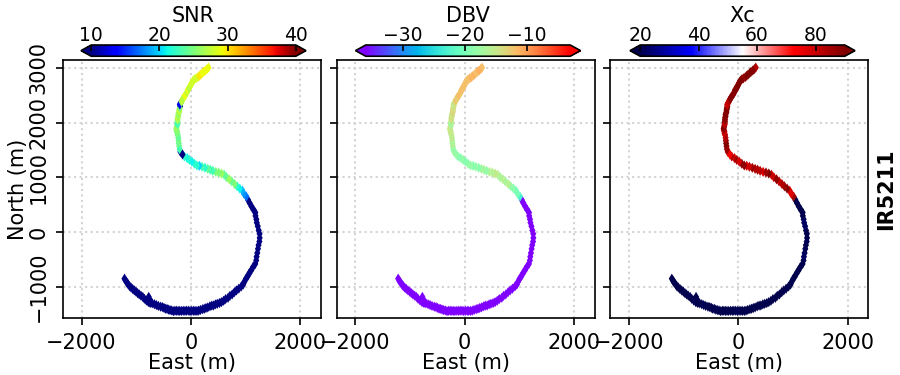 SNR DBV Xc
10 20 30 40 −30 −20 −10 20 40 60 80
3000
2000
1000
0
−1000
North (m)
−2000 0 2000 −2000 0 2000 −2000 0 2000
East (m) East (m) East (m)
IR5211